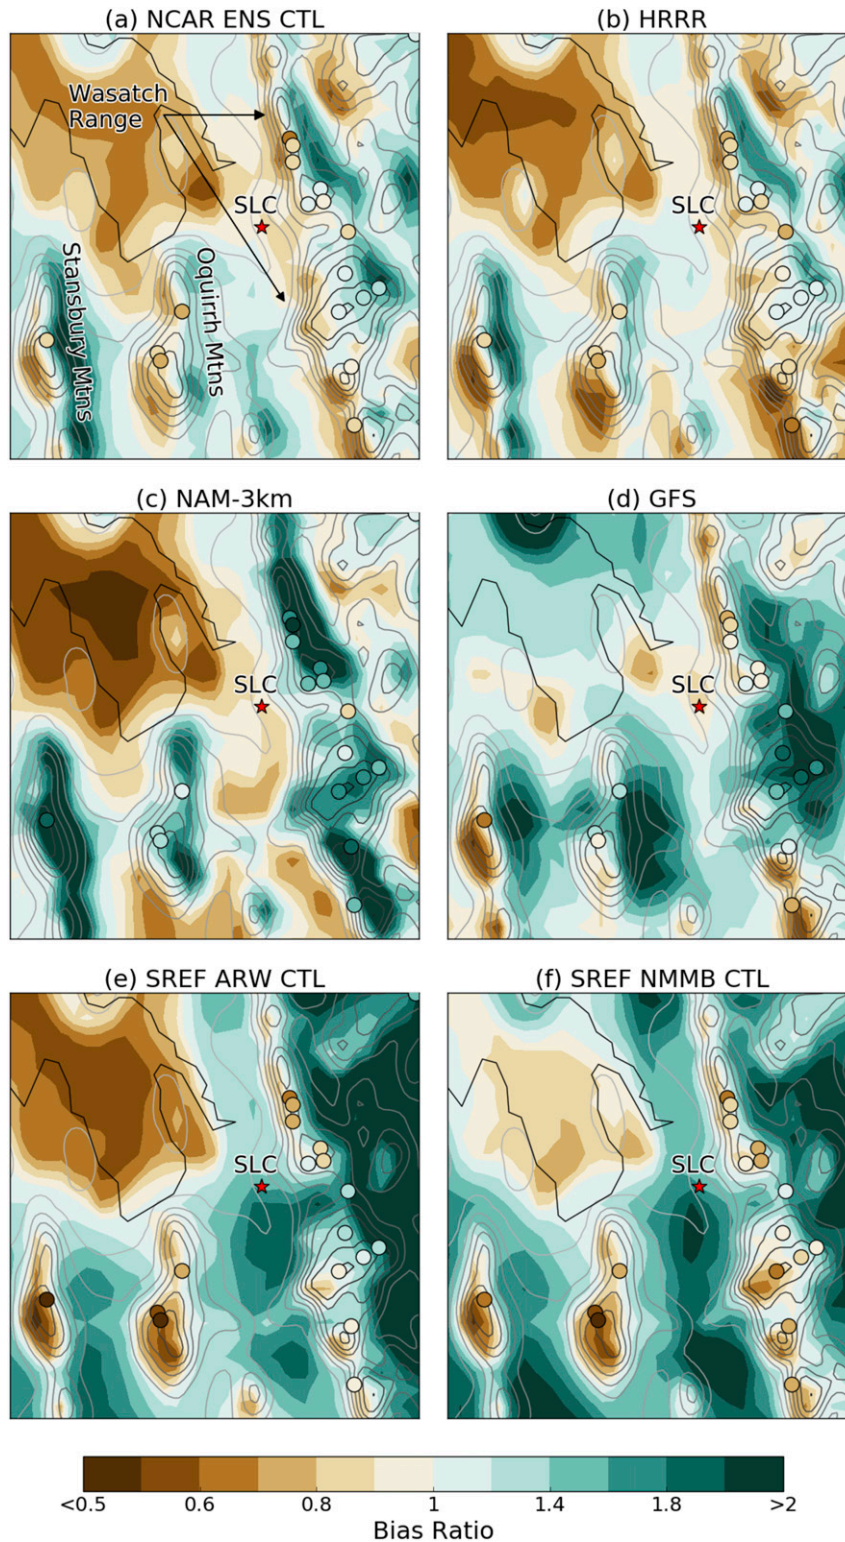 (a) NCAR ENS CTL
(b) HRRR
Wasatch
Range
SLC
SLC
Stansbury Mtns
Oquirrh Mtns
(c) NAM-3km
(d) GFS
SLC
SLC
(e) SREF ARW CTL
(f) SREF NMMB CTL
SLC
SLC
<0.5 0.6 0.8 1 1.4 1.8 >2
Bias Ratio